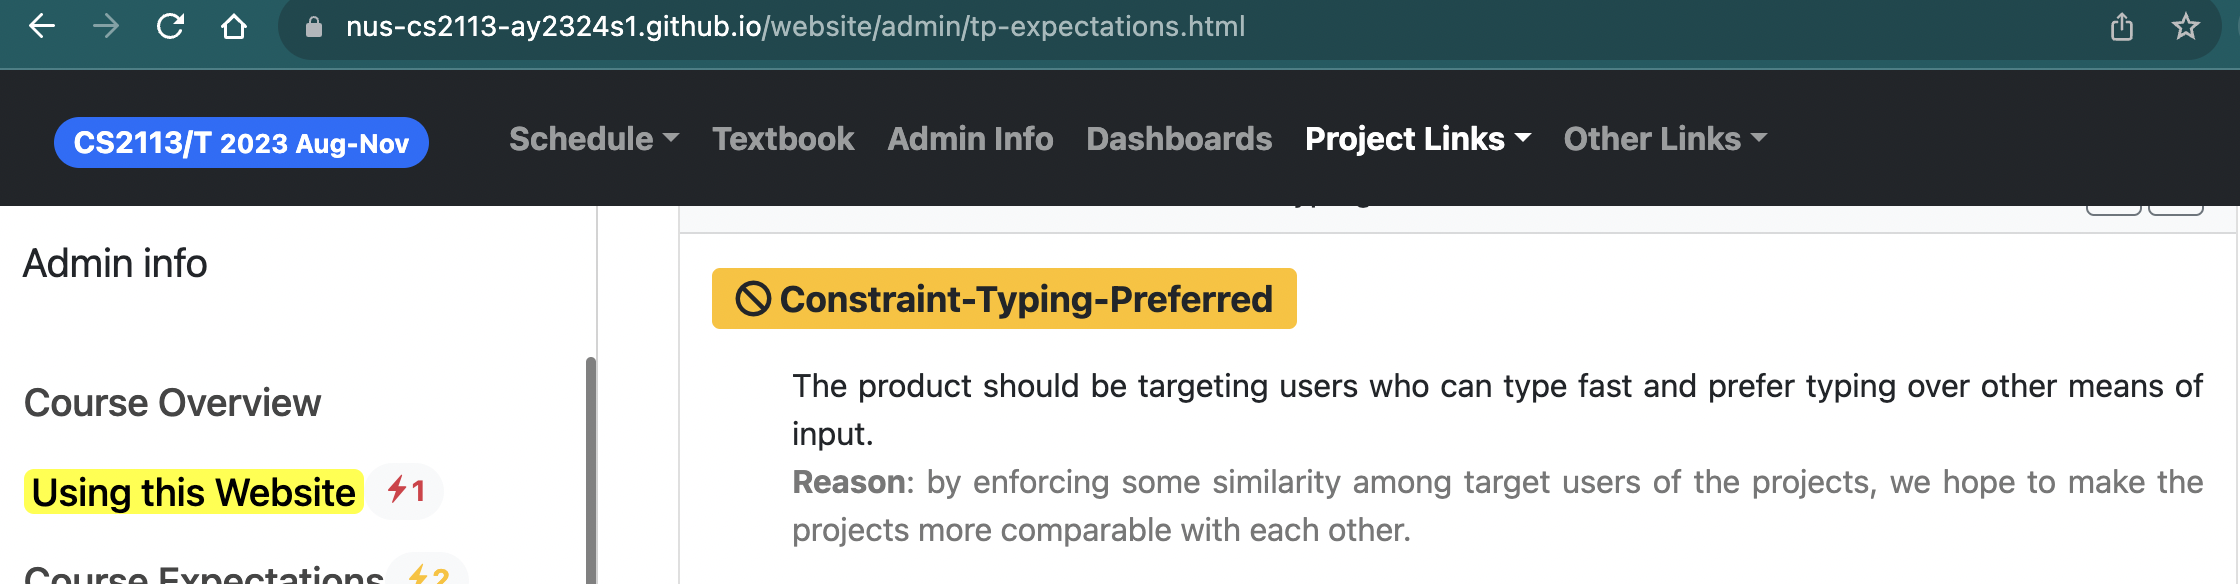 nus-cs2113-ay2324s1.github.io/website/admin/tp-expectations.html
CS2113/T 2023 Aug-Nov Schedule Textbook Admin Info Dashboards Project Links Other Links
Admin info
Course Overview
Using this Website 1
Course Expectations 2
Constraint-Typing-Preferred
The product should be targeting users who can type fast and prefer typing over other means of
input.
Reason: by enforcing some similarity among target users of the projects, we hope to make the
projects more comparable with each other.